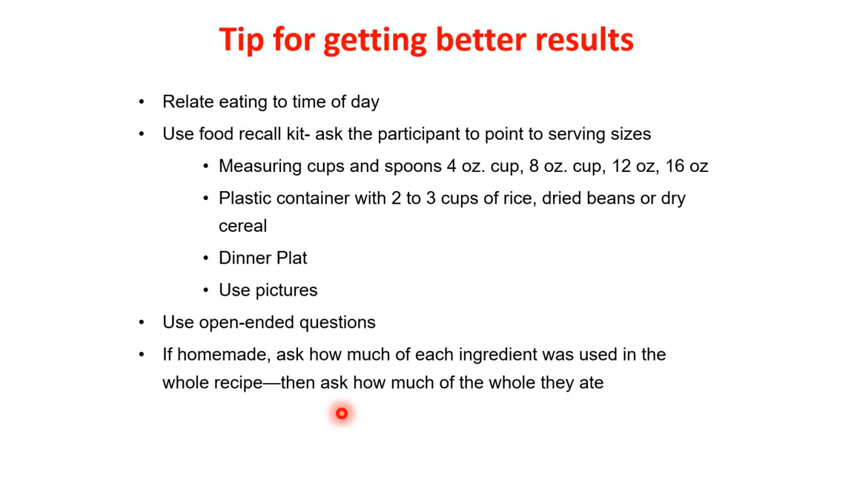 Tip for getting better results
• Relate eating to time of day
• Use food recall kit- ask the participant to point to serving sizes
• Measuring cups and spoons 4 oz. cup, 8 oz. cup, 12 oz, 16 oz
• Plastic container with 2 to 3 cups of rice, dried beans or dry
cereal
• Dinner Plat
• Use pictures
• Use open-ended questions
• If homemade, ask how much of each ingredient was used in the
whole recipe—then ask how much of the whole they ate